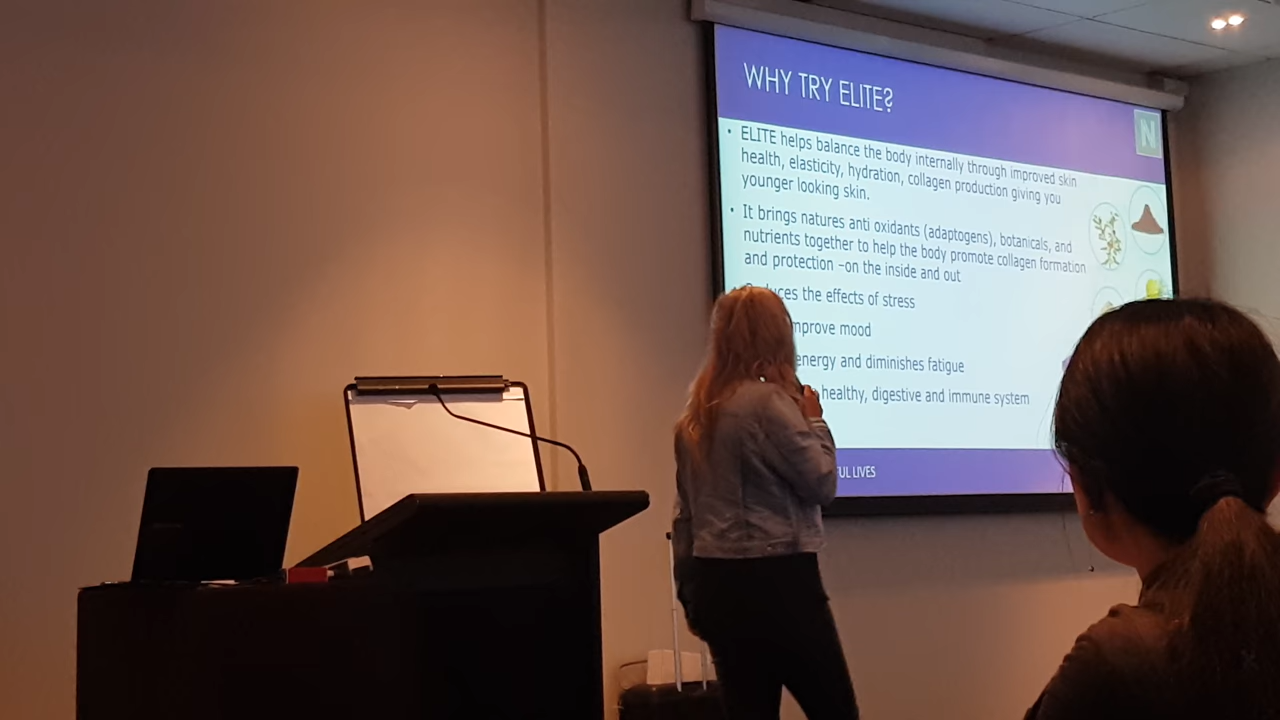 WHY TRY ELITE?
N
• ELITE helps balance the body internally through improved skin
health, elasticity, hydration, collagen production giving you
younger looking skin.
• It brings natures anti oxidants (adaptogens), botanicals, and
nutrients together to help the body promote collagen formation
and protection –on the inside and out
the effects of stress
mood
energy and diminishes fatigue
healthy, digestive and immune system
LIVES